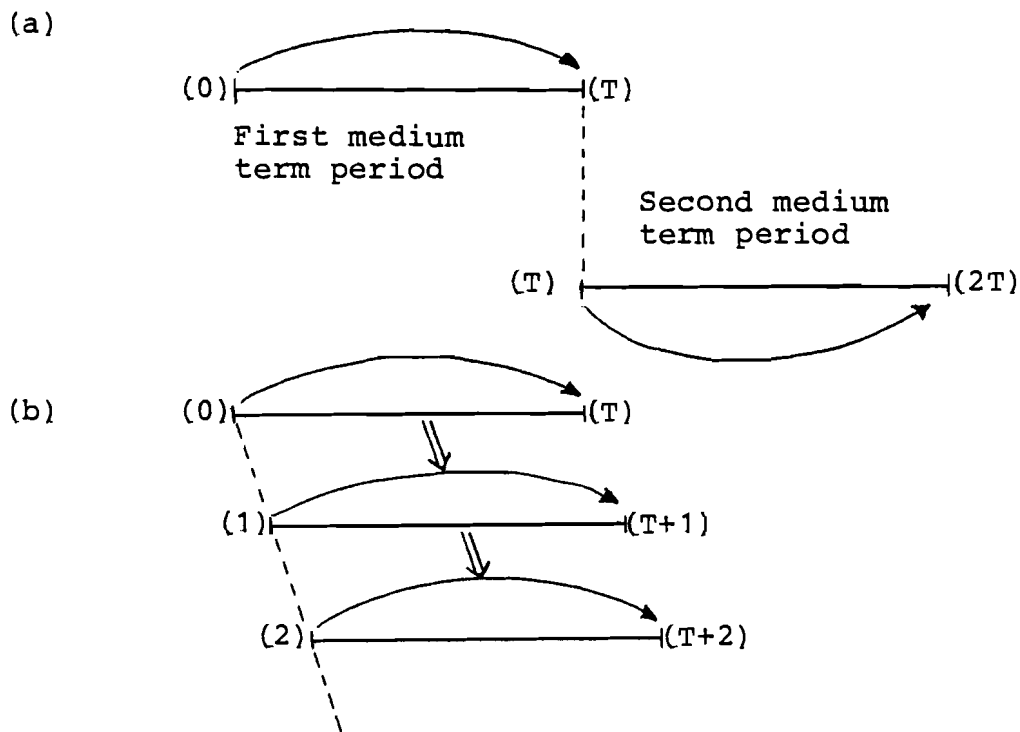 (a)
(0) (T)
First medium
term period
Second medium
term period
(T) (2T)
(b) (0) (T)
(1) (T+1)
(2) (T+2)